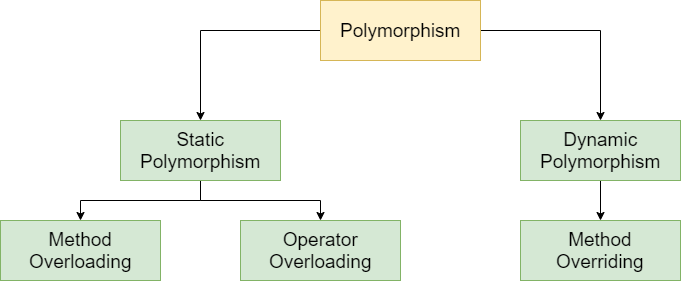 Polymorphism
Static
Polymorphism
Dynamic
Polymorphism
Method
Overloading
Operator
Overloading
Method
Overriding